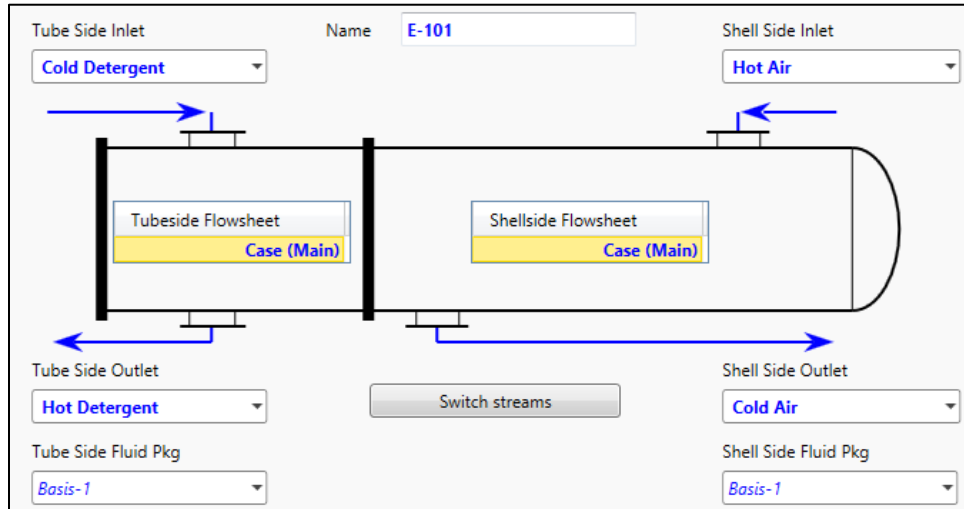 Tube Side Inlet
Name
E-101
Shell Side Inlet
Cold Detergent
Hot Air
Tubeside Flowsheet
Case (Main)
Shellside Flowsheet
Case (Main)
Tube Side Outlet
Shell Side Outlet
Hot Detergent
Switch streams
Cold Air
Tube Side Fluid Pkg
Shell Side Fluid Pkg
Basis-1
Basis-1